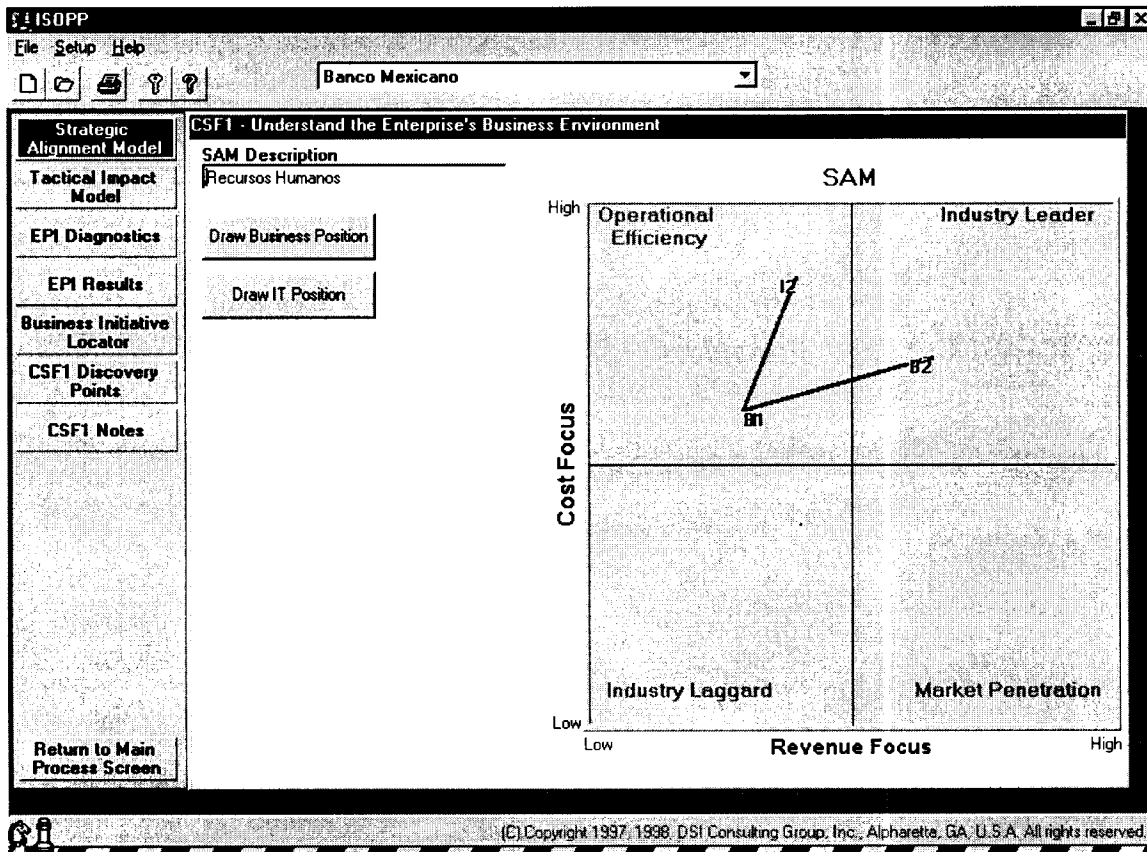 ISOPP
File Setup Help
Banco Mexicano
Strategic
Alignment Model
Tactical Impact
Model
EPI Diagnostics
EPI Results
Business Initiative
Locator
CSF1 Discovery
Points
CSF1 Notes
Return to Main
Process Screen
CSF1 - Understand the Enterprise's Business Environment
SAM Description
Recursos Humanos
Draw Business Position
Draw IT Position
SAM
High
Operational
Efficiency
Industry Leader
I2
B2
Cost Focus
Industry Laggard
Market Penetration
Low
Low
Revenue Focus
High
(C) Copyright 1997, 1998, DSI Consulting Group, Inc., Alpharetta, GA, U.S.A. All rights reserved.